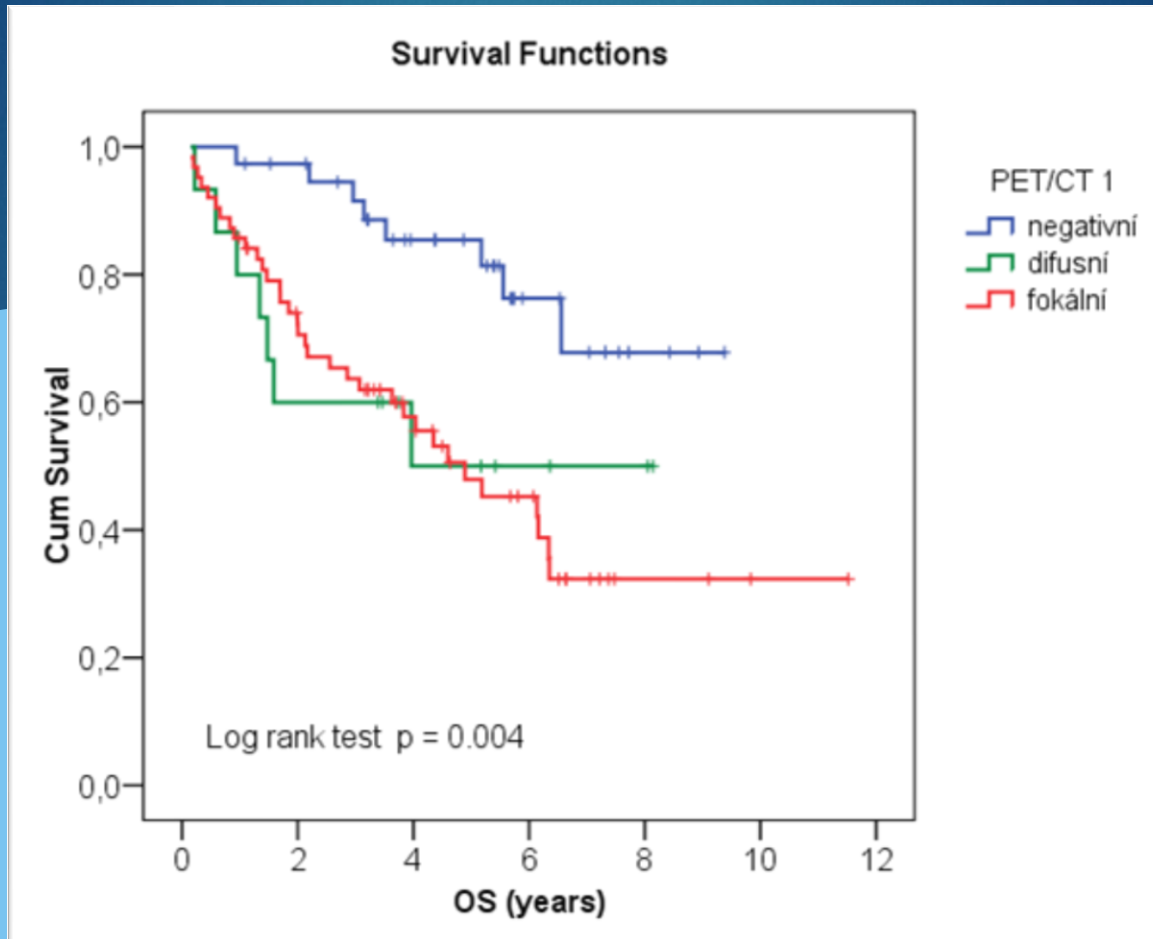 Survival Functions
Cum Survival
1,0
0,8
0,6
0,4
0,2
0,0
Log rank test p = 0.004
0 2 4 6 8 10 12
OS (years)
PET/CT 1
negativní
difusní
fokální